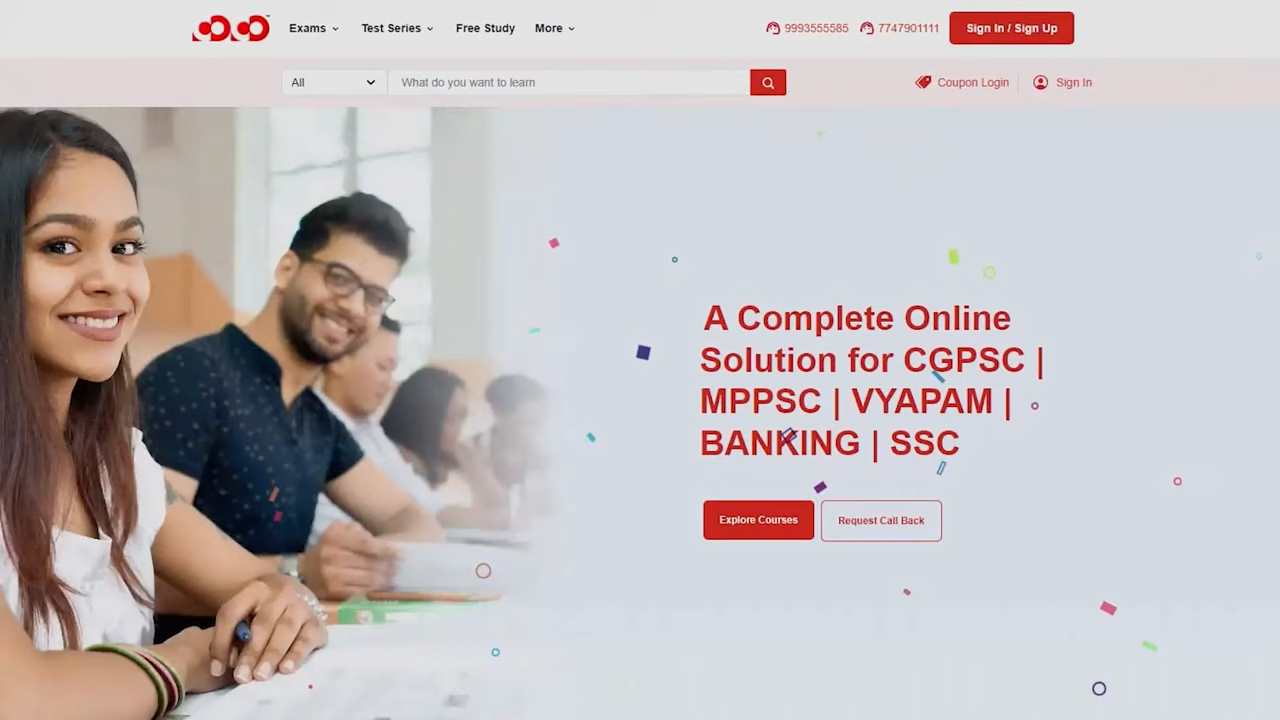 Exams
Test Series
Free Study
More
9993555585
7747901111
Sign In / Sign Up
All
What do you want to learn
Coupon Login
Sign In
A Complete Online
Solution for CGPSC |
MPPSC | VYAPAM |
BANKING | SSC
Explore Courses
Request Call Back